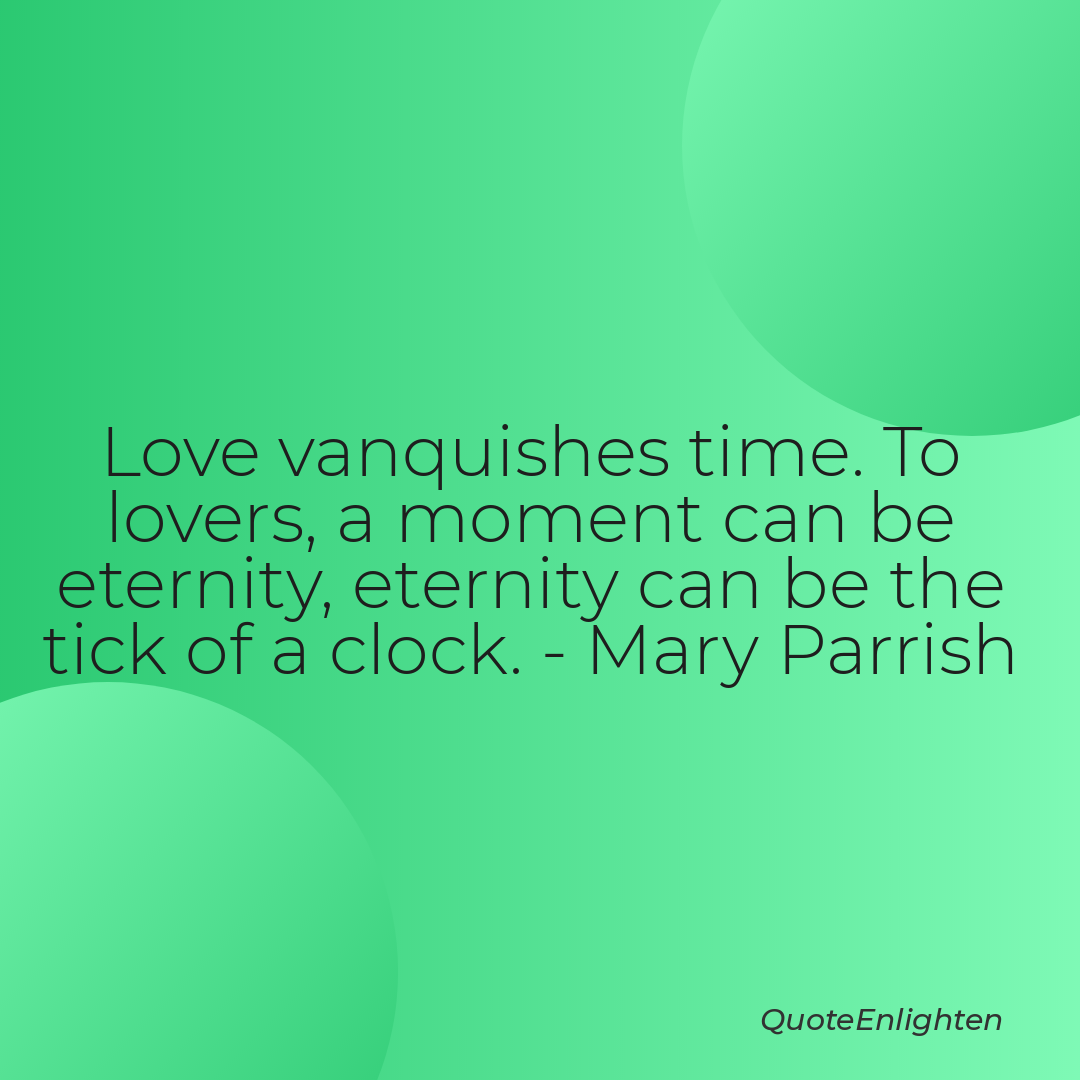 Love vanquishes time. To
lovers, a moment can be
eternity, eternity can be the
tick of a clock. - Mary Parrish
QuoteEnlighten